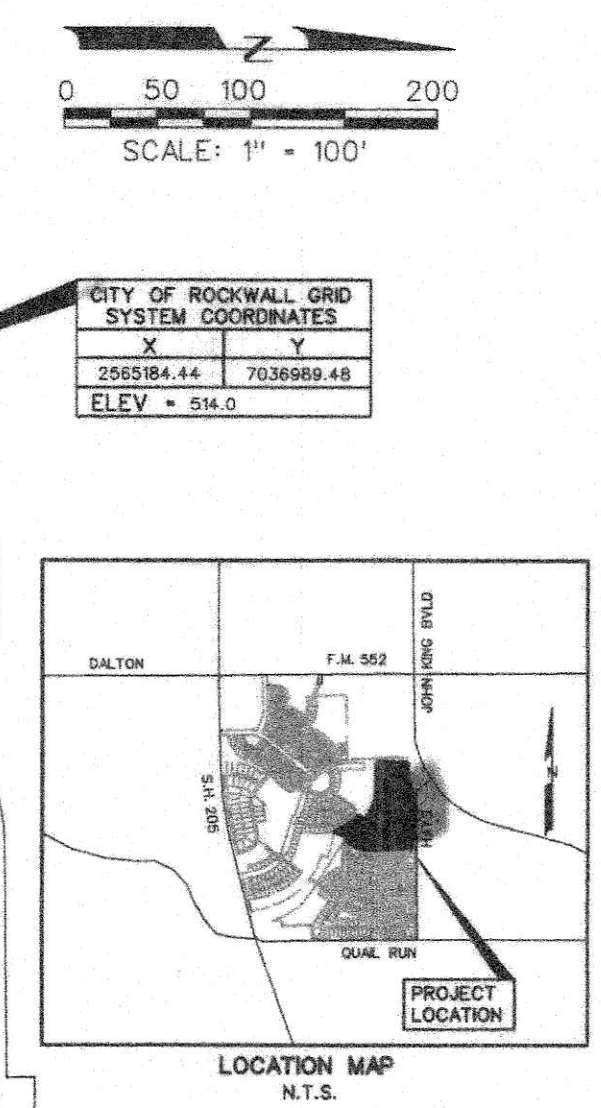 N
0 50 100 200
SCALE: 1" = 100'
CITY OF ROCKWALL GRID
SYSTEM COORDINATES
X Y
2565184.44 7036989.48
ELEV = 514.0
DALTON F.M. 552
JOHN KING BVLD
S.H. 205
N
QUAIL RUN
PROJECT
LOCATION
LOCATION MAP
N.T.S.